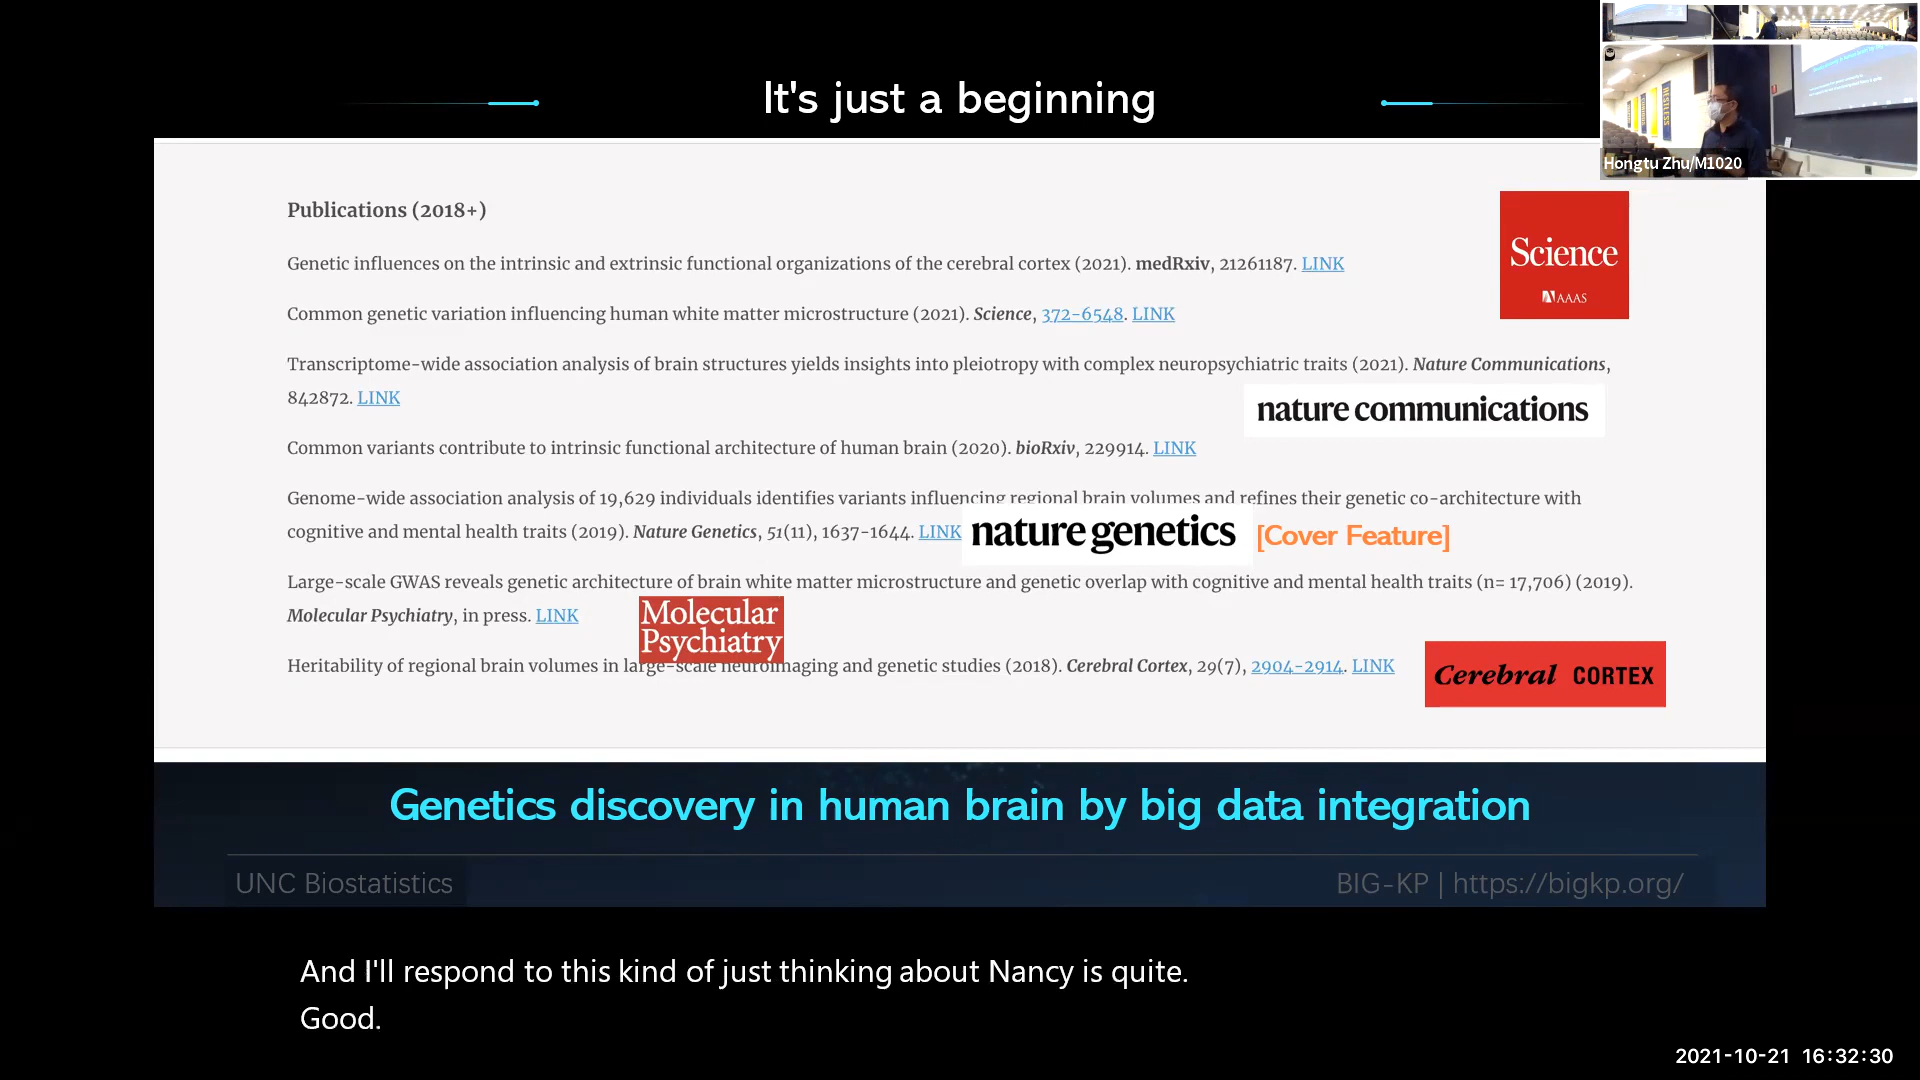 It's just a beginning
Hongtu Zhu/M1020
Publications (2018+)
Science
AAAS
Genetic influences on the intrinsic and extrinsic functional organizations of the cerebral cortex (2021). medRxiv, 21261187. LINK
Common genetic variation influencing human white matter microstructure (2021). Science, 372-6548. LINK
Transcriptome-wide association analysis of brain structures yields insights into pleiotropy with complex neuropsychiatric traits (2021). Nature Communications,
842872. LINK
nature communications
Common variants contribute to intrinsic functional architecture of human brain (2020). bioRxiv, 229914. LINK
Genome-wide association analysis of 19,629 individuals identifies variants influencing regional brain volumes and refines their genetic co-architecture with
cognitive and mental health traits (2019). Nature Genetics, 51(11), 1637-1644. LINK
nature genetics [Cover Feature]
Large-scale GWAS reveals genetic architecture of brain white matter microstructure and genetic overlap with cognitive and mental health traits (n= 17,706) (2019).
Molecular Psychiatry, in press. LINK
Molecular
Psychiatry
Heritability of regional brain volumes in large-scale neuroimaging and genetic studies (2018). Cerebral Cortex, 29(7), 2904-2914. LINK
Cerebral CORTEX
Genetics discovery in human brain by big data integration
UNC Biostatistics
BIG-KP | https://bigkp.org/
And I'll respond to this kind of just thinking about Nancy is quite.
Good.
2021-10-21 16:32:30